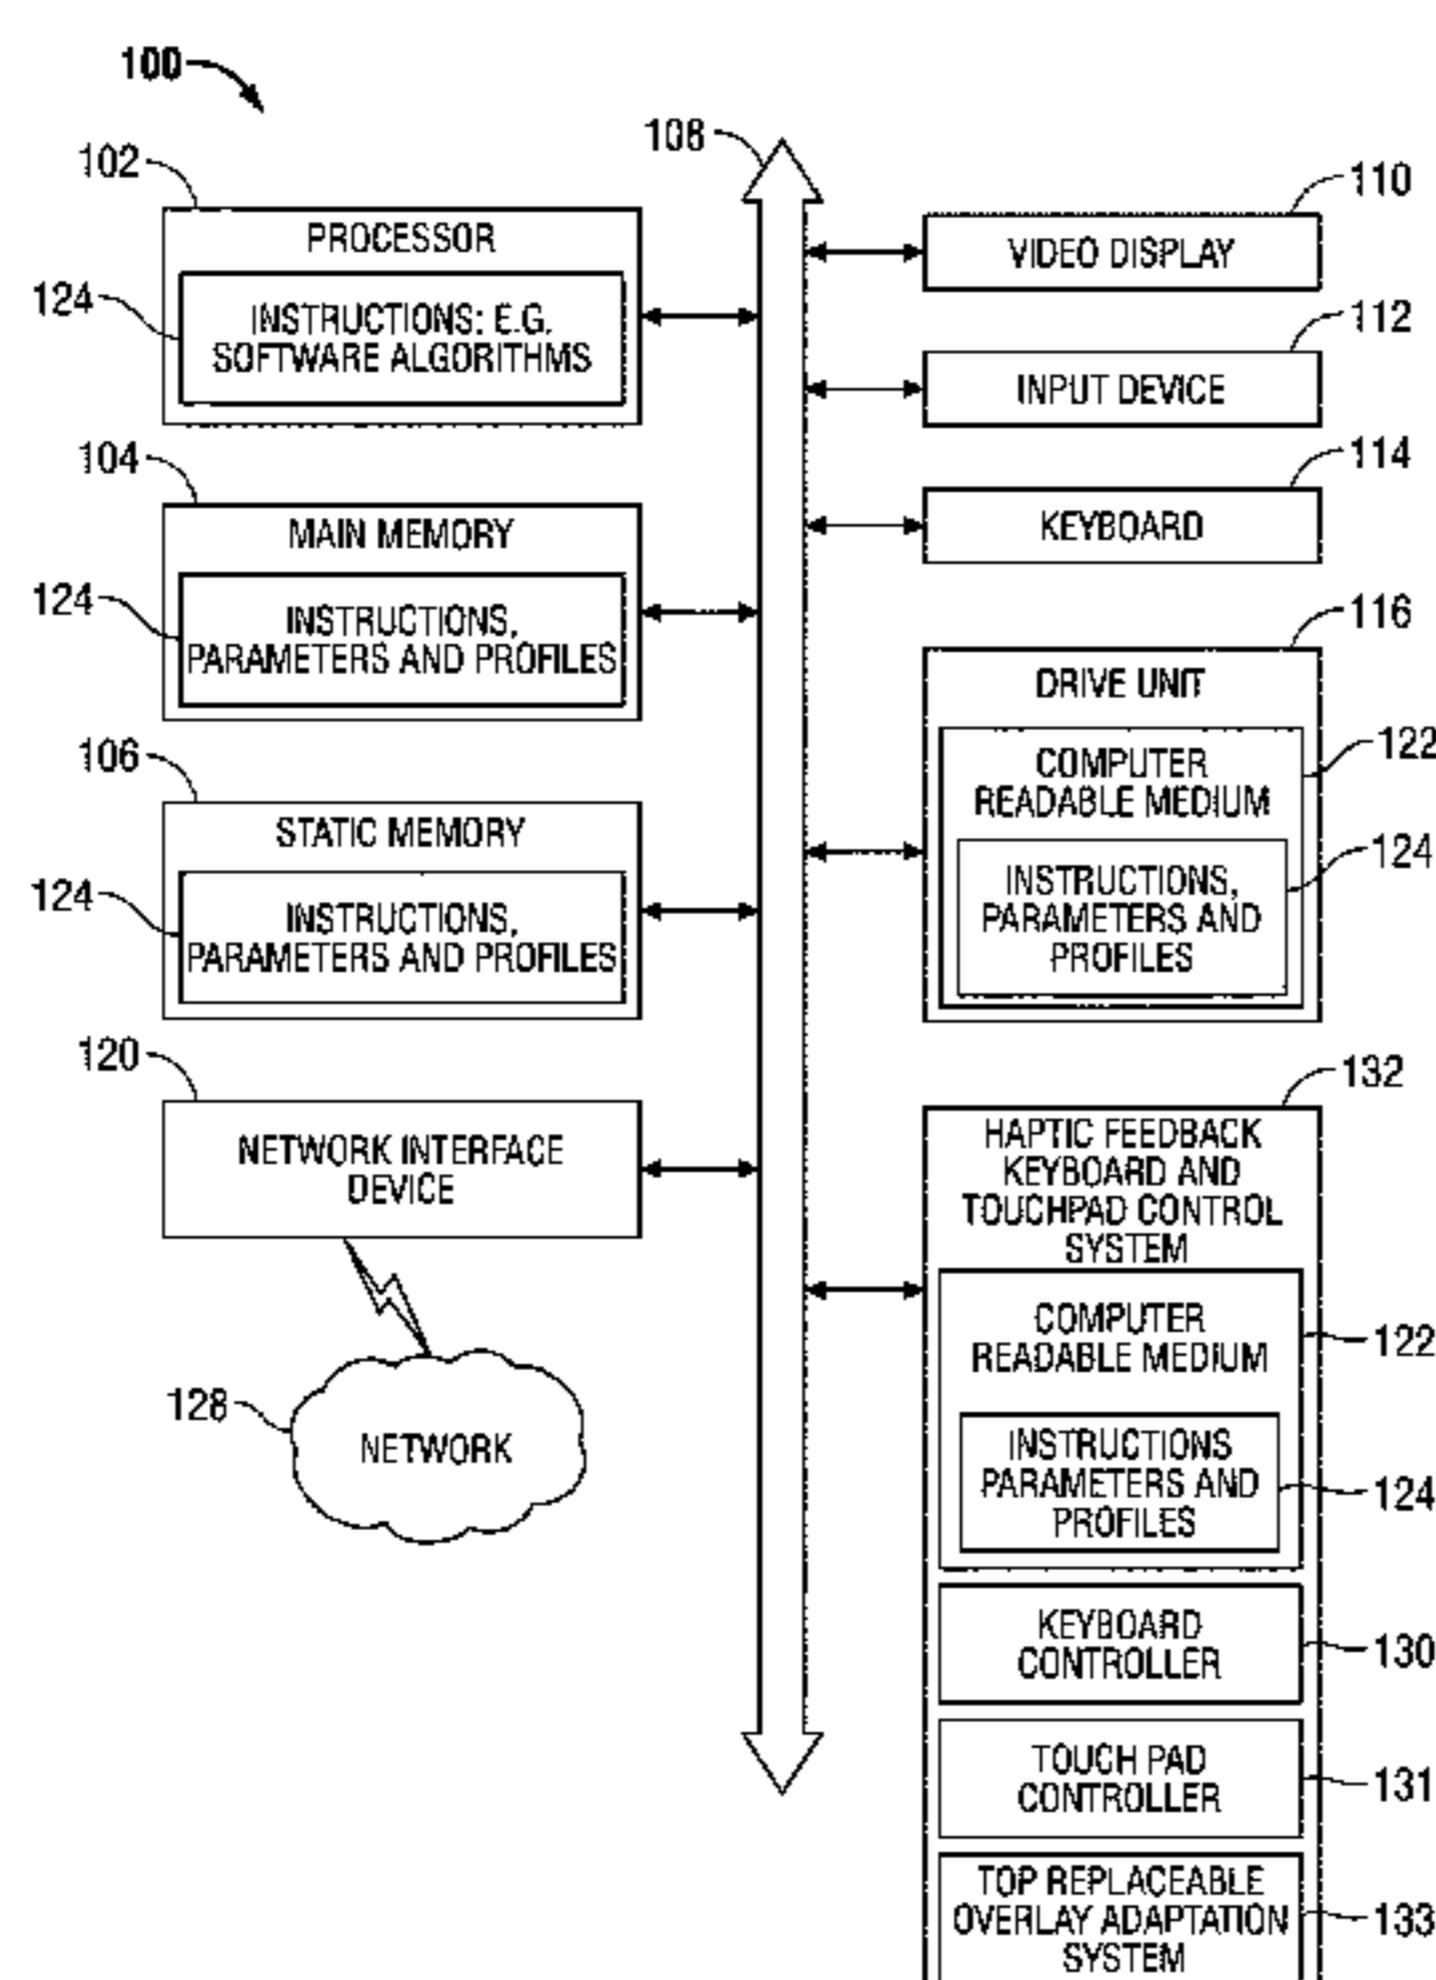 100
108
102
PROCESSOR
124
INSTRUCTIONS: E.G.
SOFTWARE ALGORITHMS
104
MAIN MEMORY
124
INSTRUCTIONS,
PARAMETERS AND PROFILES
106
STATIC MEMORY
124
INSTRUCTIONS,
PARAMETERS AND PROFILES
120
NETWORK INTERFACE
DEVICE
128
NETWORK
110
VIDEO DISPLAY
112
INPUT DEVICE
114
KEYBOARD
116
DRIVE UNIT
122
COMPUTER
READABLE MEDIUM
124
INSTRUCTIONS,
PARAMETERS AND
PROFILES
132
HAPTIC FEEDBACK
KEYBOARD AND
TOUCHPAD CONTROL
SYSTEM
COMPUTER
READABLE MEDIUM
122
INSTRUCTIONS
PARAMETERS AND
PROFILES
124
KEYBOARD
CONTROLLER
130
TOUCH PAD
CONTROLLER
131
TOP REPLACEABLE
OVERLAY ADAPTATION
SYSTEM
133